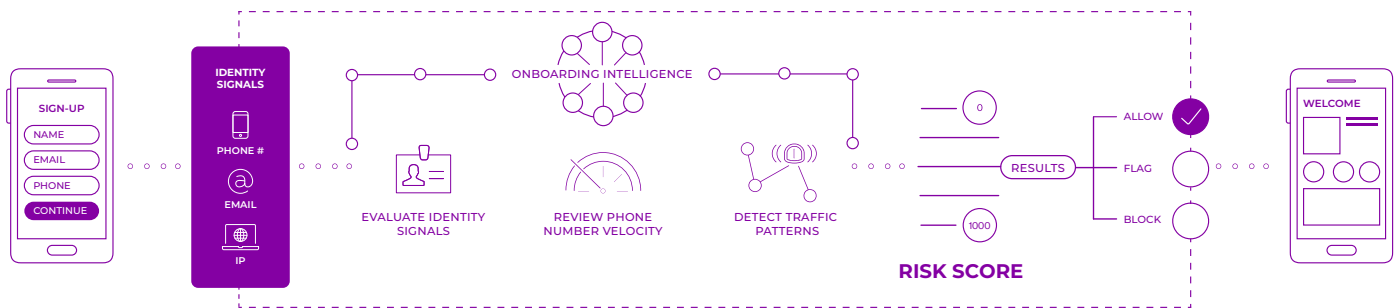 SIGN-UP
NAME
EMAIL
PHONE
CONTINUE
IDENTITY
SIGNALS
PHONE #
@
EMAIL
IP
ONBOARDING INTELLIGENCE
EVALUATE IDENTITY
SIGNALS
REVIEW PHONE
NUMBER VELOCITY
DETECT TRAFFIC
PATTERNS
0
1000
RISK SCORE
RESULTS
ALLOW
FLAG
BLOCK
WELCOME